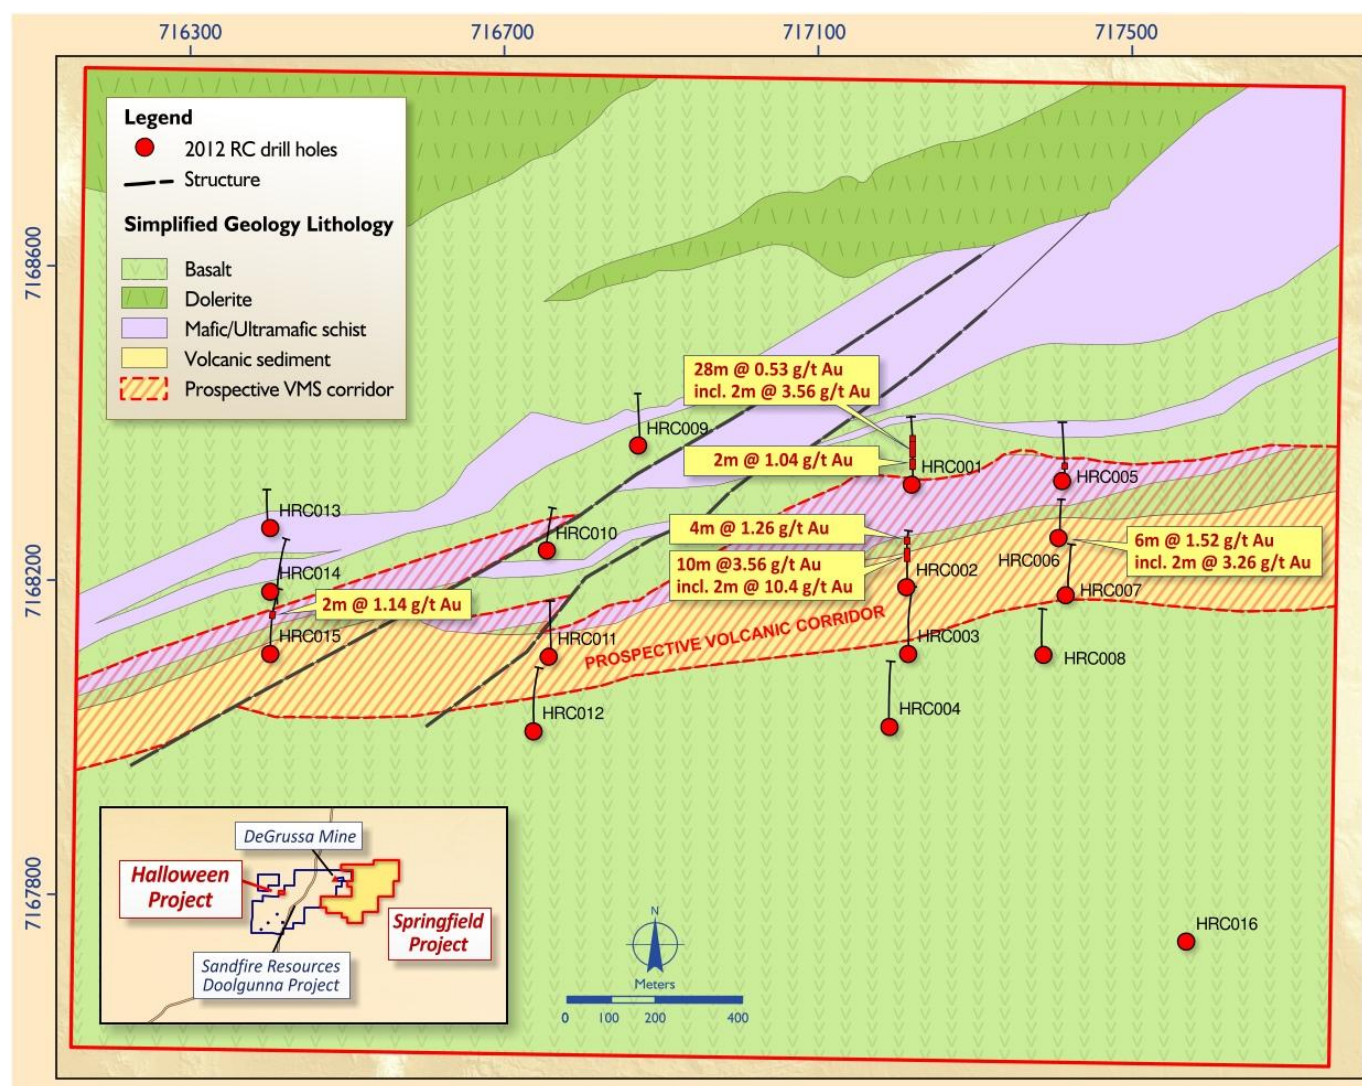 716300
716700
717100
717500
7168600
7168200
7167800
Legend
2012 RC drill holes
Structure
Simplified Geology Lithology
Basalt
Dolerite
Mafic/Ultramafic schist
Volcanic sediment
Prospective VMS corridor
28m @ 0.53 g/t Au
incl. 2m @ 3.56 g/t Au
HRC009
2m @ 1.04 g/t Au
HRC001
HRC005
HRC013
HRC010
4m @ 1.26 g/t Au
6m @ 1.52 g/t Au
incl. 2m @ 3.26 g/t Au
HRC006
10m @3.56 g/t Au
incl. 2m @ 10.4 g/t Au
HRC002
HRC014
HRC007
2m @ 1.14 g/t Au
HRC015
HRC011
PROSPECTIVE VOLCANIC CORRIDOR
HRC003
HRC008
HRC012
HRC004
DeGrussa Mine
Halloween
Project
Springfield
Project
Sandfire Resources
Doolgunna Project
N
Meters
0 100 200 400
HRC016